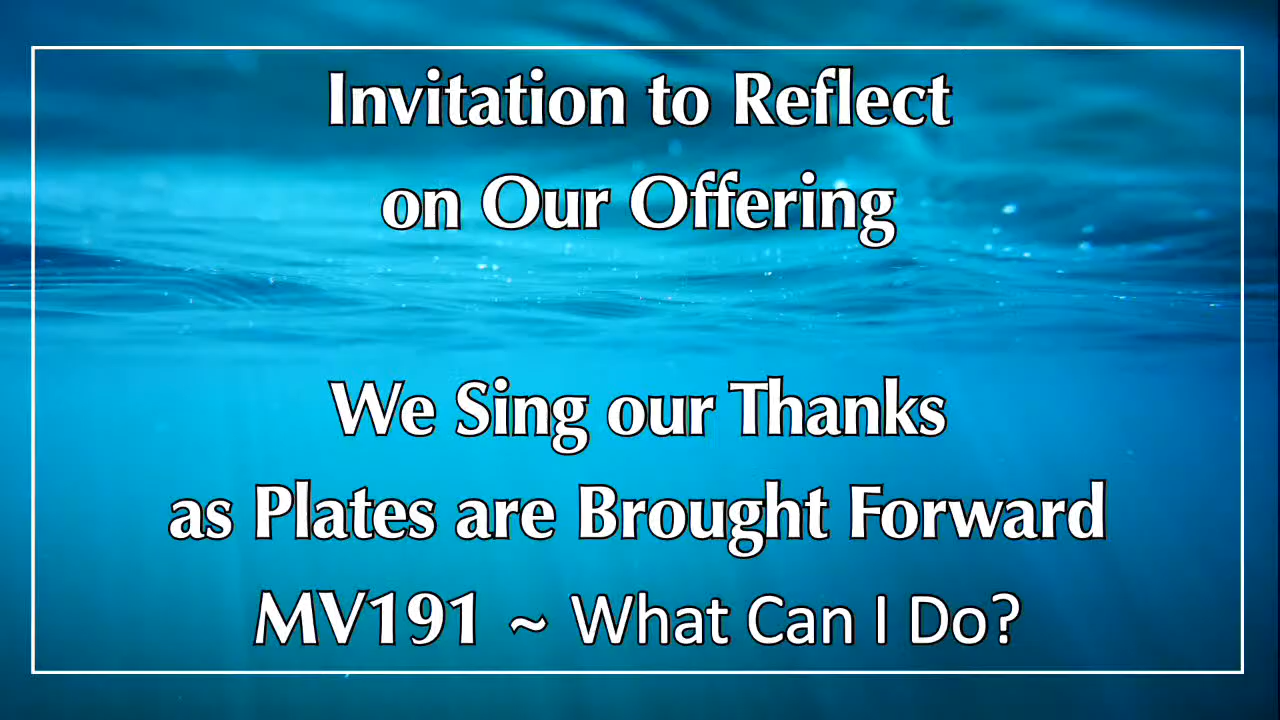 Invitation to Reflect
on Our Offering
We Sing our Thanks
as Plates are Brought Forward
MV191 ~ What Can I Do?